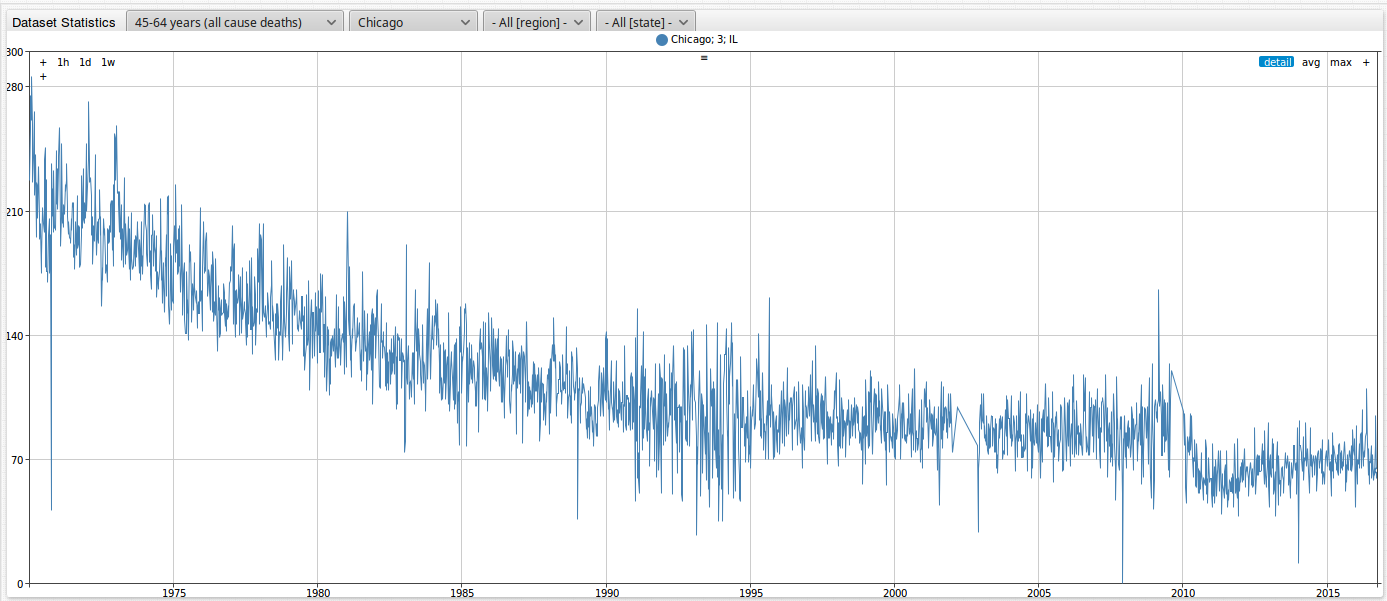 Dataset Statistics 45-64 years (all cause deaths) Chicago - All [region] - - All [state] -
Chicago; 3; IL
300
+ 1h 1d 1w detail avg max +
+
280
210
140
70
0
1975 1980 1985 1990 1995 2000 2005 2010 2015